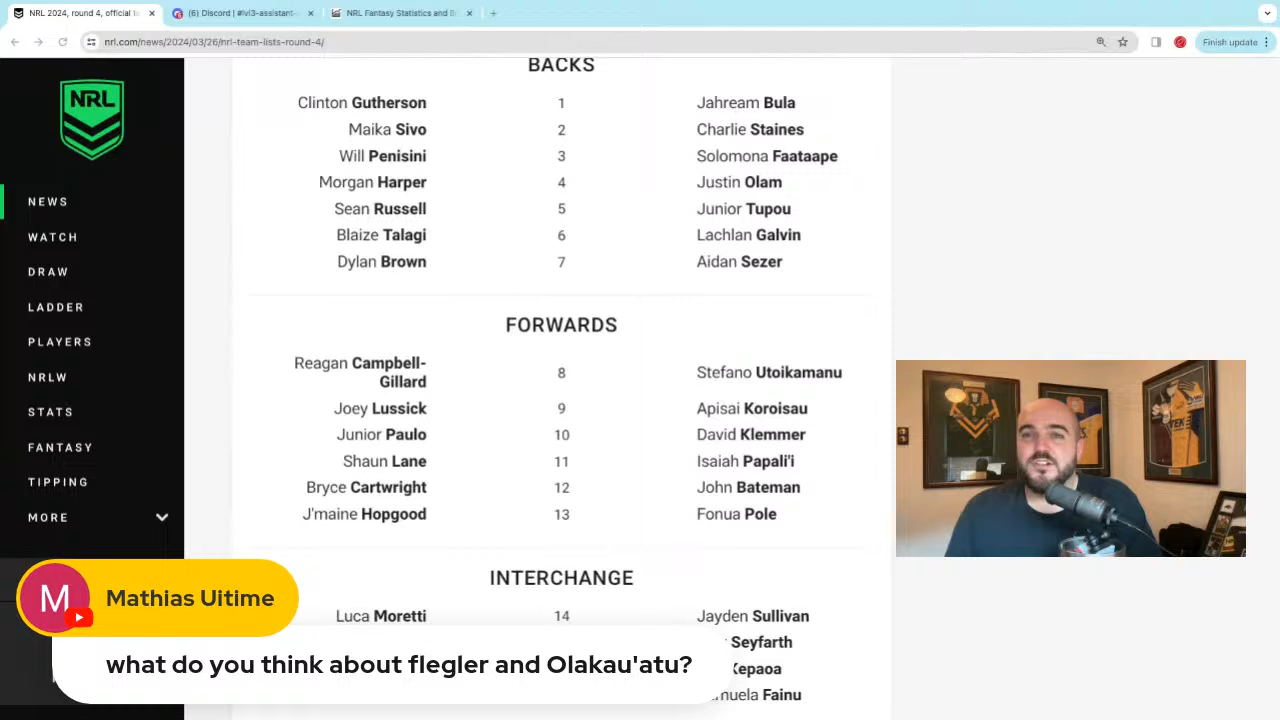 NRL 2024, round 4, official te
(6) Discord | #lvl3-assistant-
NRL Fantasy Statistics and B
nrl.com/news/2024/03/26/nrl-team-lists-round-4/
Finish update
NRL
NEWS
WATCH
DRAW
LADDER
PLAYERS
NRLW
STATS
FANTASY
TIPPING
MORE
BACKS
Clinton Gutherson 1 Jahream Bula
Maika Sivo 2 Charlie Staines
Will Penisini 3 Solomona Faataape
Morgan Harper 4 Justin Olam
Sean Russell 5 Junior Tupou
Blaize Talagi 6 Lachlan Galvin
Dylan Brown 7 Aidan Sezer
FORWARDS
Reagan Campbell-
Gillard 8 Stefano Utoikamanu
Joey Lussick 9 Apisai Koroisau
Junior Paulo 10 David Klemmer
Shaun Lane 11 Isaiah Papali'i
Bryce Cartwright 12 John Bateman
J'maine Hopgood 13 Fonua Pole
INTERCHANGE
Luca Moretti 14 Jayden Sullivan
Seyfarth
Kepaoa
Fainu
M
Mathias Uitime
what do you think about flegler and Olakau'atu?